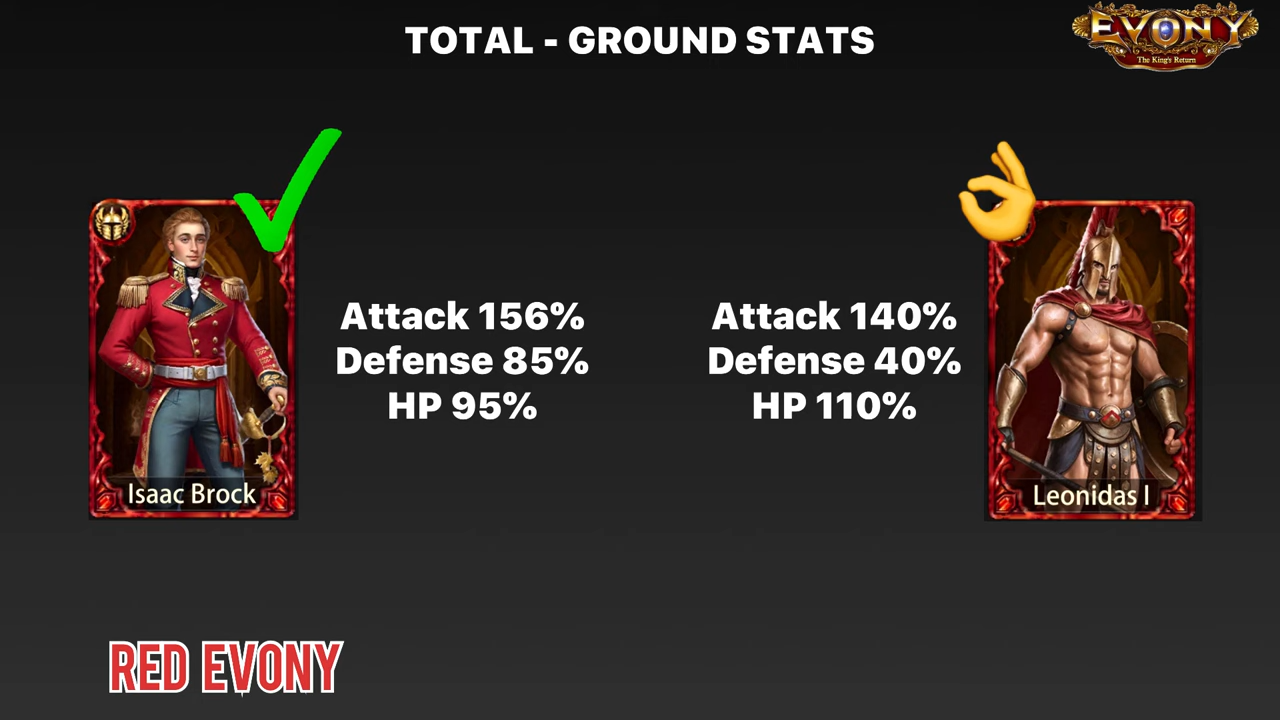 TOTAL - GROUND STATS
EVONY
The King's Return
Attack 156%
Defense 85%
HP 95%
Attack 140%
Defense 40%
HP 110%
Isaac Brock
Leonidas I
RED EVONY